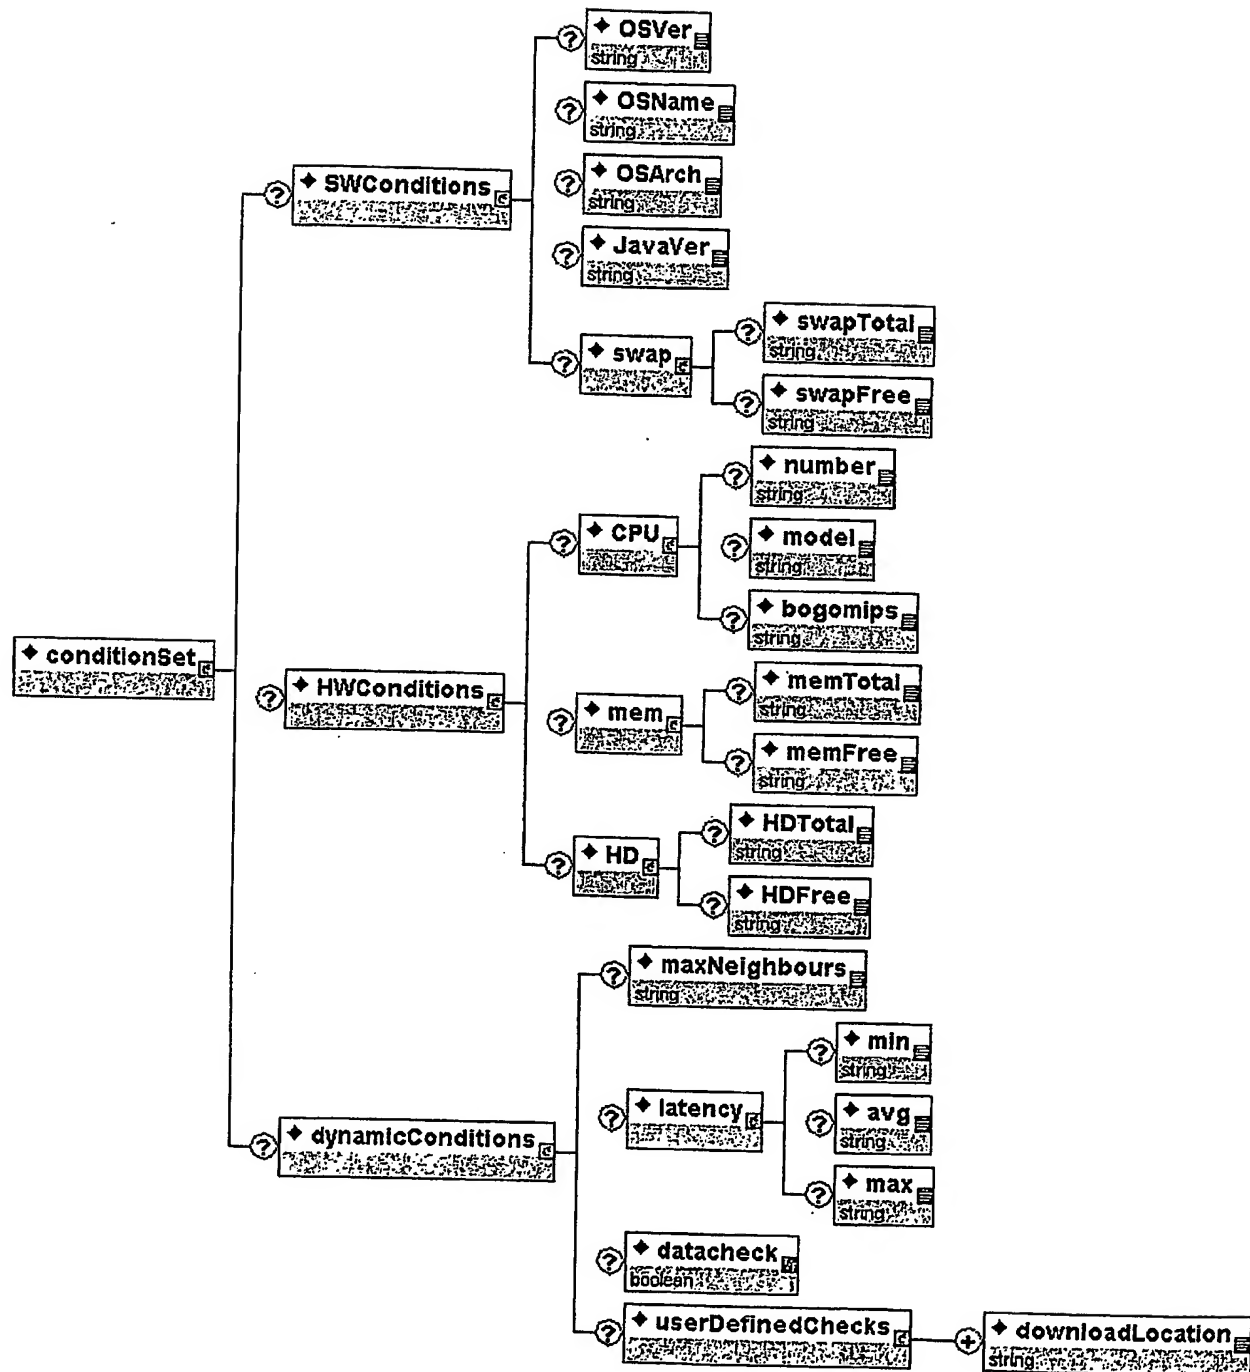 OSVer
string
OSName
string
OSArch
string
SWConditions
JavaVer
string
swapTotal
string
swap
swapFree
string
number
string
CPU
model
string
bogomips
string
conditionSet
HWConditions
memTotal
string
mem
memFree
string
HDTotal
string
HD
HDFree
string
maxNeighbours
string
min
string
latency
avg
string
dynamicConditions
max
string
datacheck
boolean
userDefinedChecks
downloadLocation
string